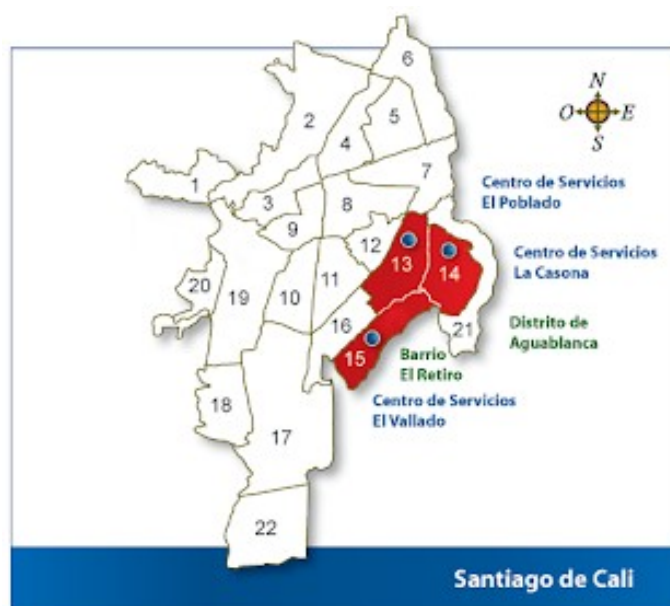 6
N
O E
S
2
5
4
7
1
Centro de Servicios
El Poblado
3
8
9
12
13
14
Centro de Servicios
La Casona
20
19
10
11
16
21
Distrito de
Aguablanca
15
Barrio
El Retiro
18
Centro de Servicios
El Vallado
17
22
Santiago de Cali